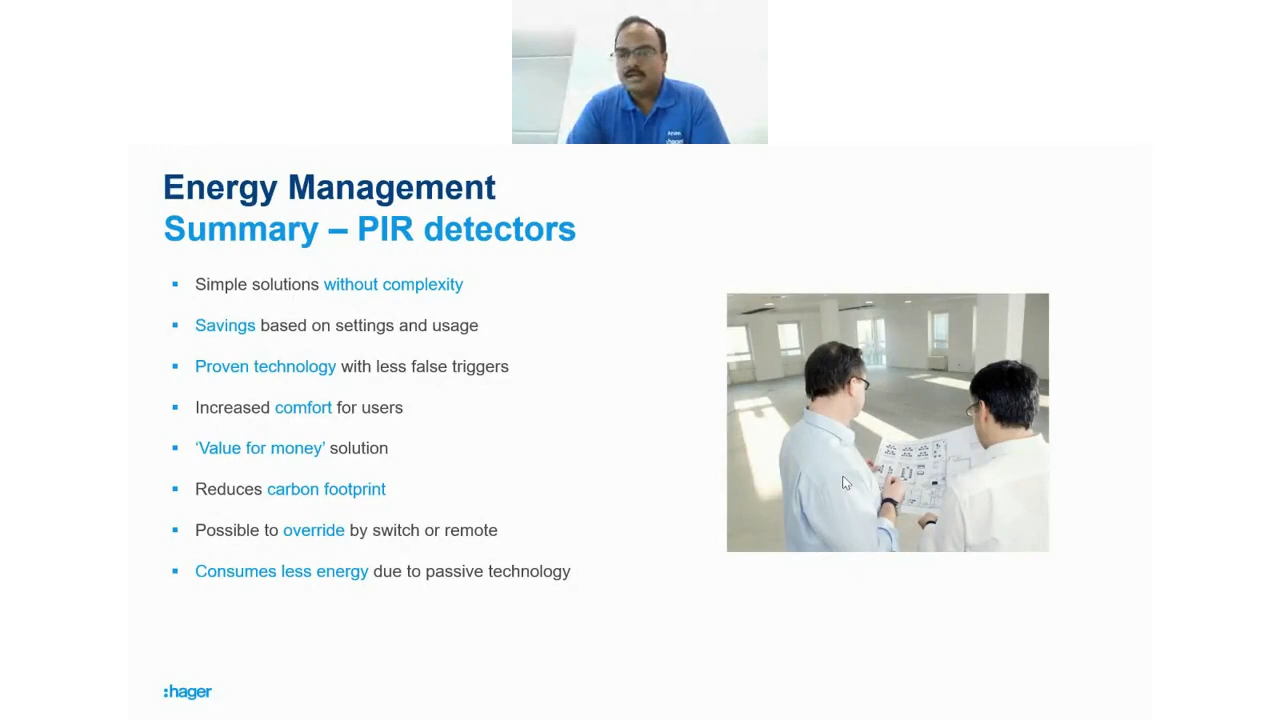 Arvin
:hager
Energy Management
Summary – PIR detectors
▪ Simple solutions without complexity
▪ Savings based on settings and usage
▪ Proven technology with less false triggers
▪ Increased comfort for users
▪ ‘Value for money’ solution
▪ Reduces carbon footprint
▪ Possible to override by switch or remote
▪ Consumes less energy due to passive technology
:hager